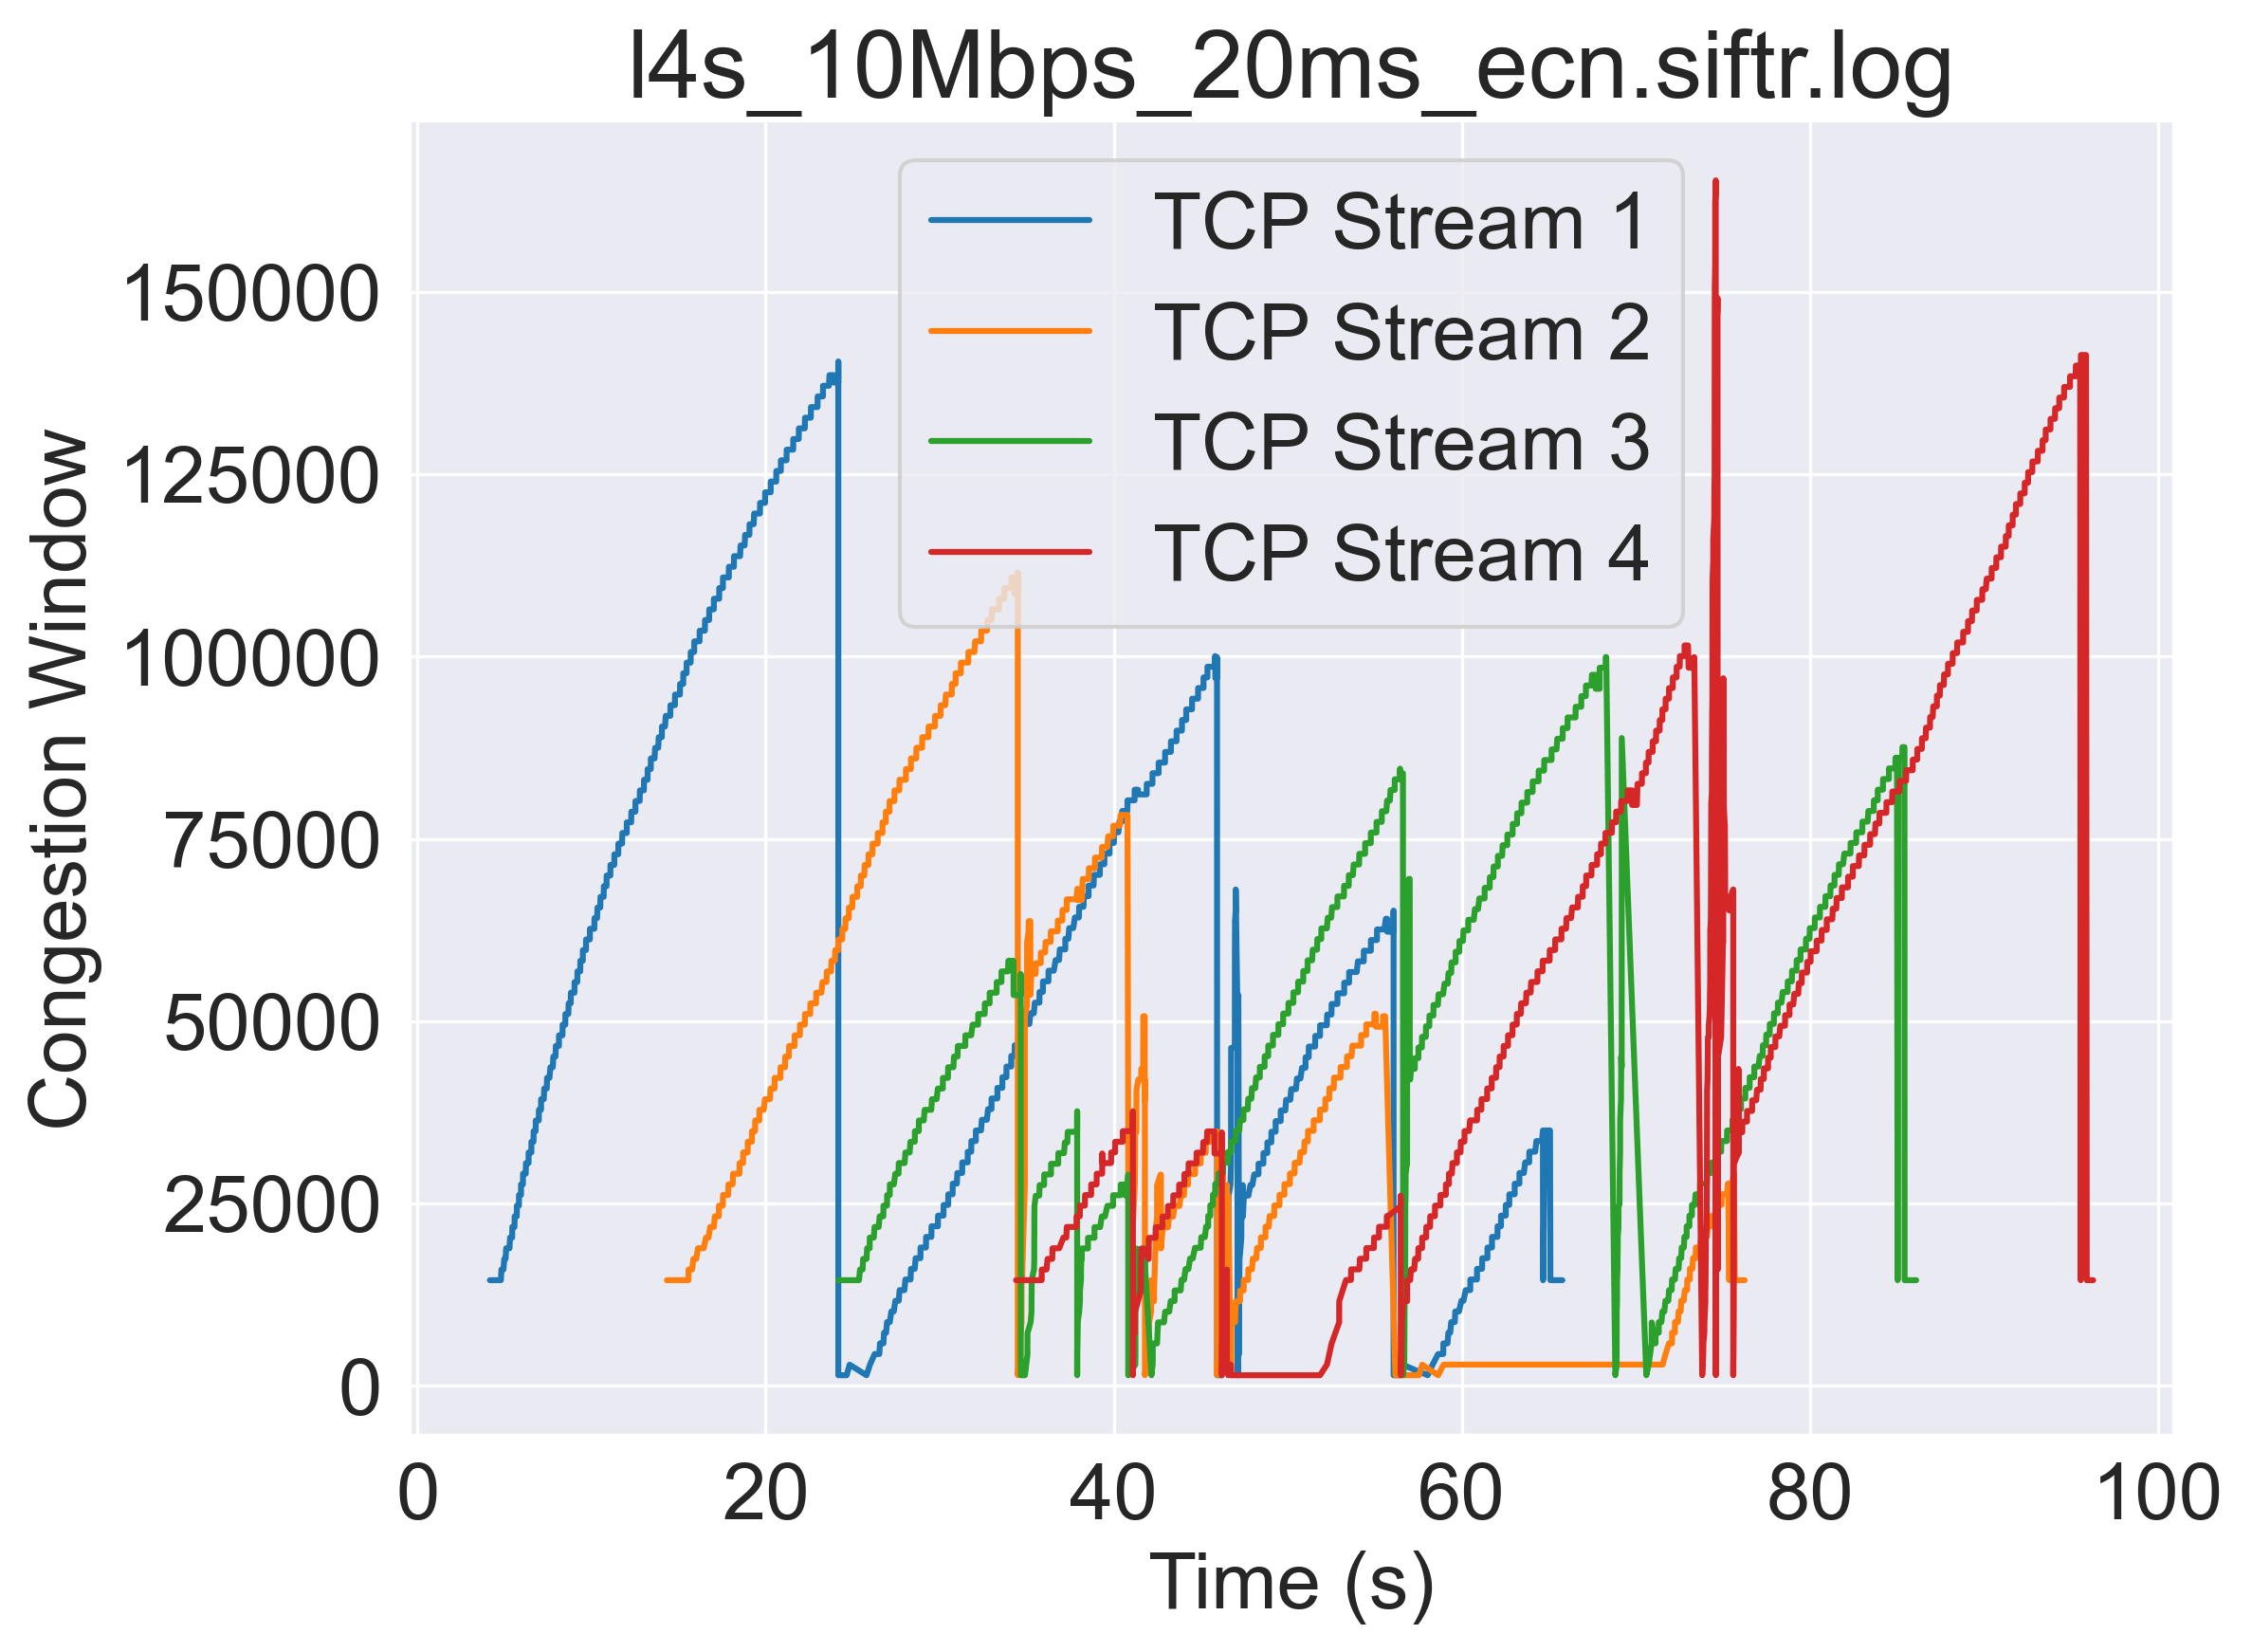 l4s_10Mbps_20ms_ecn.siftr.log
TCP Stream 1
TCP Stream 2
TCP Stream 3
TCP Stream 4
Congestion Window
150000
125000
100000
75000
50000
25000
0
0 20 40 60 80 100
Time (s)